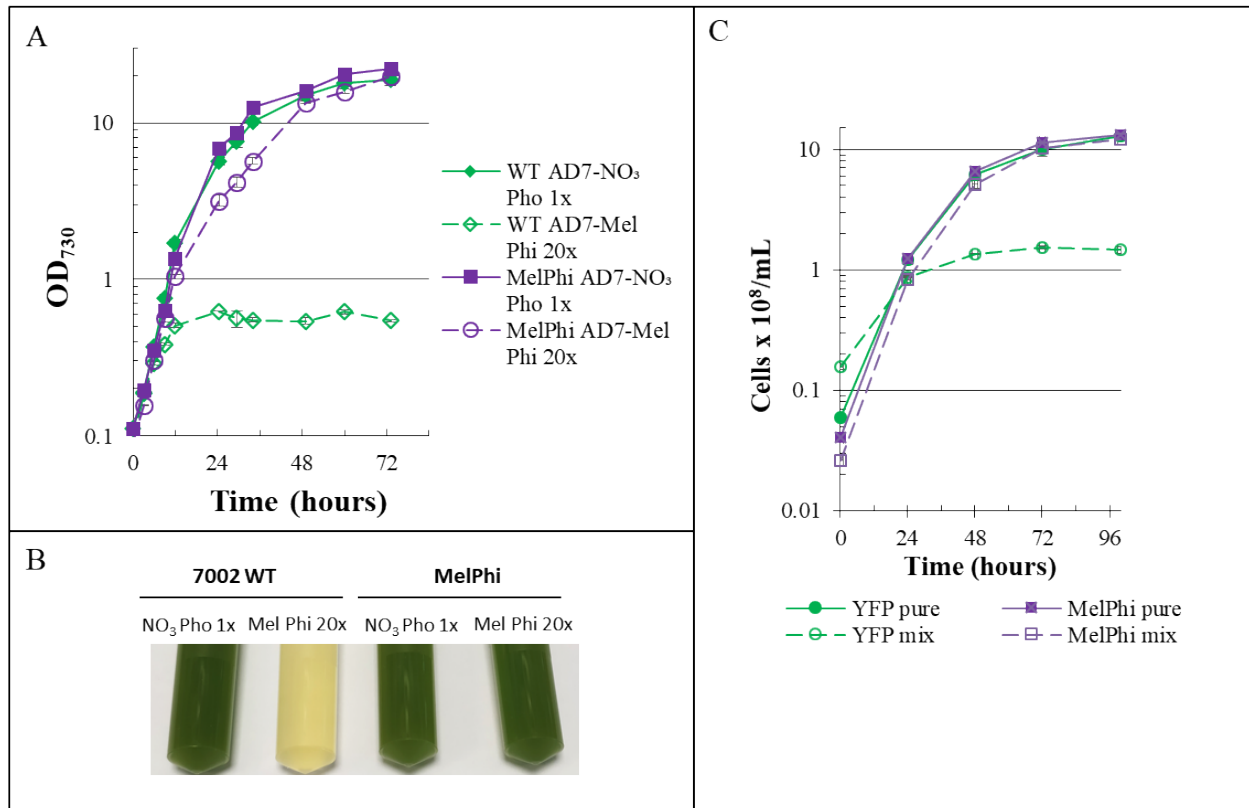 A
10
1
0.1
OD₇₃₀
0
24
48
72
Time (hours)
WT AD7-NO₃
Pho 1x
WT AD7-Mel
Phi 20x
MelPhi AD7-NO₃
Pho 1x
MelPhi AD7-Mel
Phi 20x
B
7002 WT
MelPhi
NO₃ Pho 1x
Mel Phi 20x
NO₃ Pho 1x
Mel Phi 20x
C
10
1
0.1
0.01
Cells x 10⁸/mL
0
24
48
72
96
Time (hours)
YFP pure
MelPhi pure
YFP mix
MelPhi mix